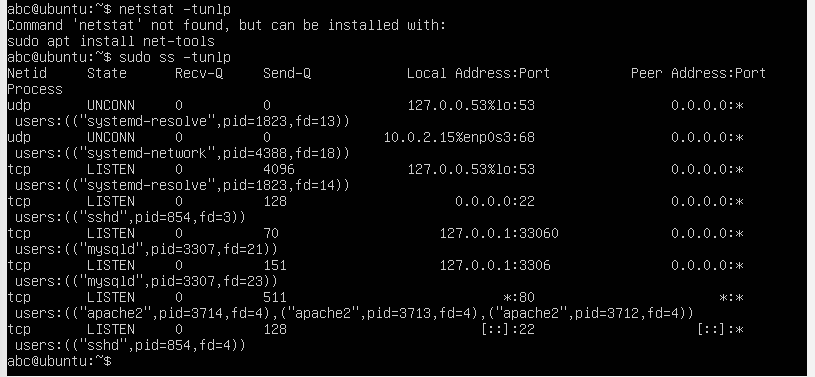 abc@ubuntu:~$ netstat -tunlp
Command 'netstat' not found, but can be installed with:
sudo apt install net-tools
abc@ubuntu:~$ sudo ss -tunlp
Netid State Recv-Q Send-Q Local Address:Port Peer Address:Port
Process
udp UNCONN 0 0 127.0.0.53%lo:53 0.0.0.0:*
users:(("systemd-resolve",pid=1823,fd=13))
udp UNCONN 0 0 10.0.2.15%enp0s3:68 0.0.0.0:*
users:(("systemd-network",pid=4388,fd=18))
tcp LISTEN 0 4096 127.0.0.53%lo:53 0.0.0.0:*
users:(("systemd-resolve",pid=1823,fd=14))
tcp LISTEN 0 128 0.0.0.0:22 0.0.0.0:*
users:(("sshd",pid=854,fd=3))
tcp LISTEN 0 70 127.0.0.1:33060 0.0.0.0:*
users:(("mysqld",pid=3307,fd=21))
tcp LISTEN 0 151 127.0.0.1:3306 0.0.0.0:*
users:(("mysqld",pid=3307,fd=23))
tcp LISTEN 0 511 *:80 *:*
users:(("apache2",pid=3714,fd=4),("apache2",pid=3713,fd=4),("apache2",pid=3712,fd=4))
tcp LISTEN 0 128 [::]:22 [::]:*
users:(("sshd",pid=854,fd=4))
abc@ubuntu:~$